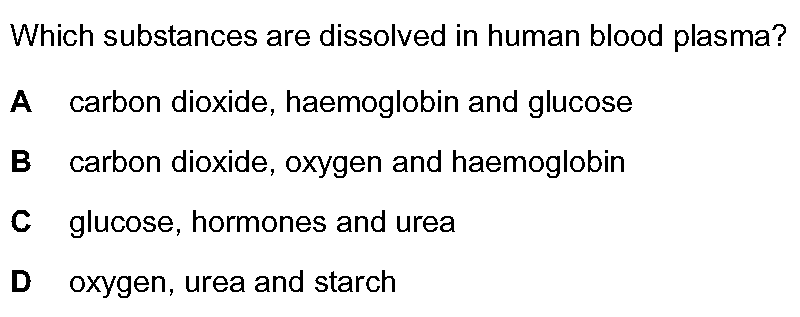 Which substances are dissolved in human blood plasma?
A carbon dioxide, haemoglobin and glucose
B carbon dioxide, oxygen and haemoglobin
C glucose, hormones and urea
D oxygen, urea and starch